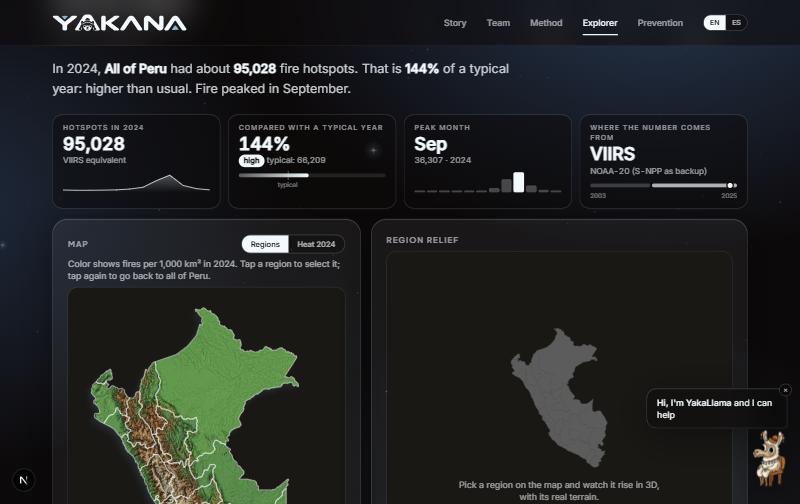 YAKANA
Story
Team
Method
Explorer
Prevention
EN
ES
In 2024, All of Peru had about 95,028 fire hotspots. That is 144% of a typical
year: higher than usual. Fire peaked in September.
HOTSPOTS IN 2024
95,028
VIIRS equivalent
COMPARED WITH A TYPICAL YEAR
144%
high typical: 66,209
typical
PEAK MONTH
Sep
36,307 · 2024
WHERE THE NUMBER COMES
FROM
VIIRS
NOAA-20 (S-NPP as backup)
2003
2025
MAP
Regions
Heat 2024
Color shows fires per 1,000 km² in 2024. Tap a region to select it;
tap again to go back to all of Peru.
REGION RELIEF
Pick a region on the map and watch it rise in 3D,
with its real terrain.
Hi, I'm YakaLlama and I can
help
×
N